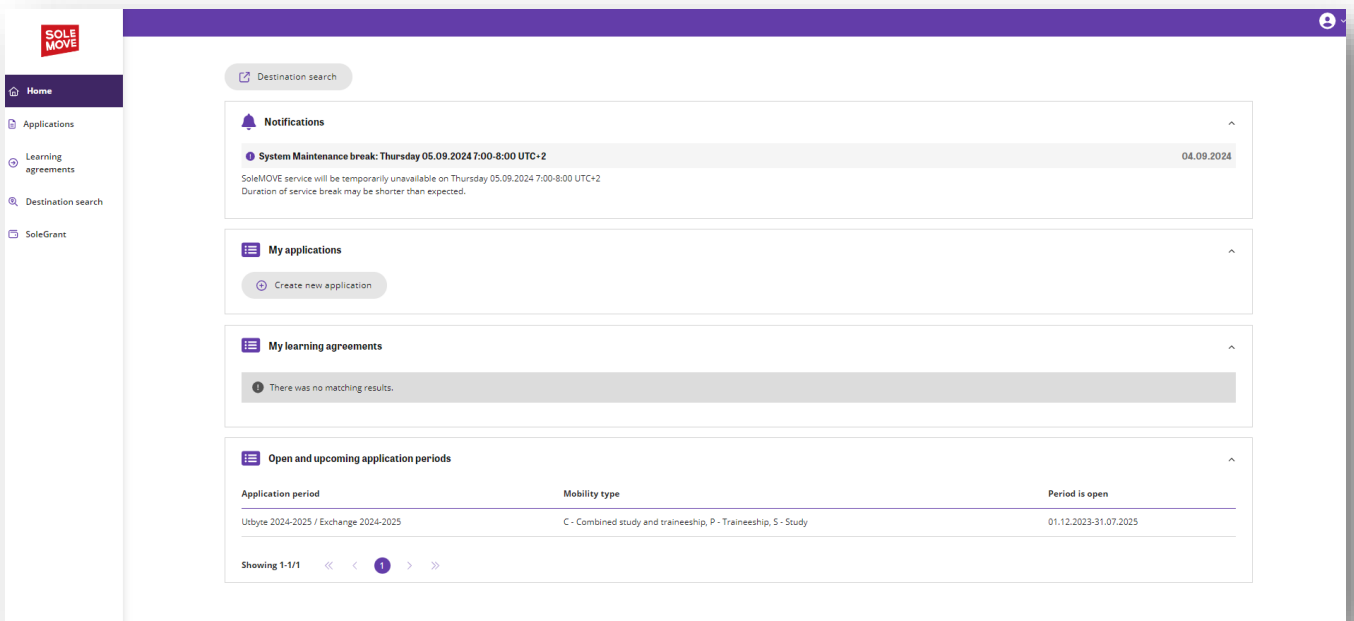 SOLE
MOVE
Home
Applications
Learning
agreements
Destination search
SoleGrant
Destination search
Notifications
System Maintenance break: Thursday 05.09.2024 7:00-8:00 UTC+2 04.09.2024
SoleMOVE service will be temporarily unavailable on Thursday 05.09.2024 7:00-8:00 UTC+2
Duration of service break may be shorter than expected.
My applications
Create new application
My learning agreements
There was no matching results.
Open and upcoming application periods
Application period Mobility type Period is open
Utbyte 2024-2025 / Exchange 2024-2025 C - Combined study and traineeship, P - Traineeship, S - Study 01.12.2023-31.07.2025
Showing 1-1/1 1